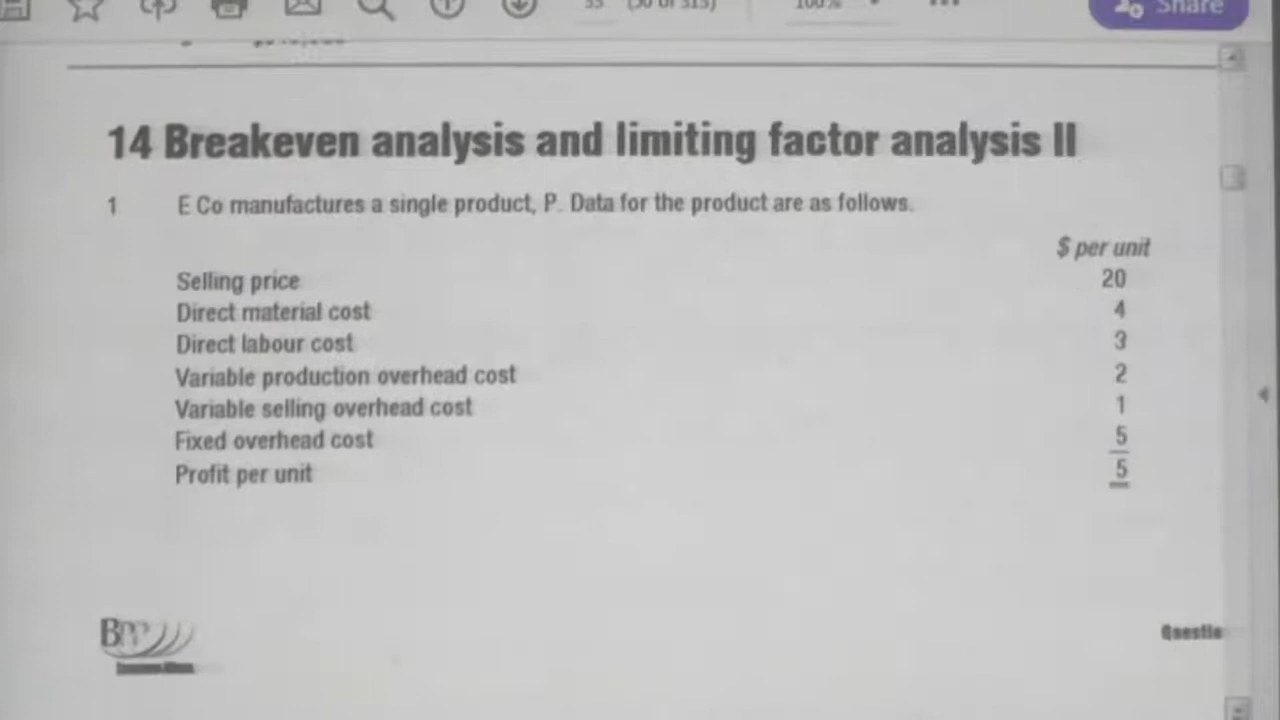 100%
Share
14 Breakeven analysis and limiting factor analysis II
1 E Co manufactures a single product, P. Data for the product are as follows.
$ per unit
Selling price 20
Direct material cost 4
Direct labour cost 3
Variable production overhead cost 2
Variable selling overhead cost 1
Fixed overhead cost 5
Profit per unit 5
BPP